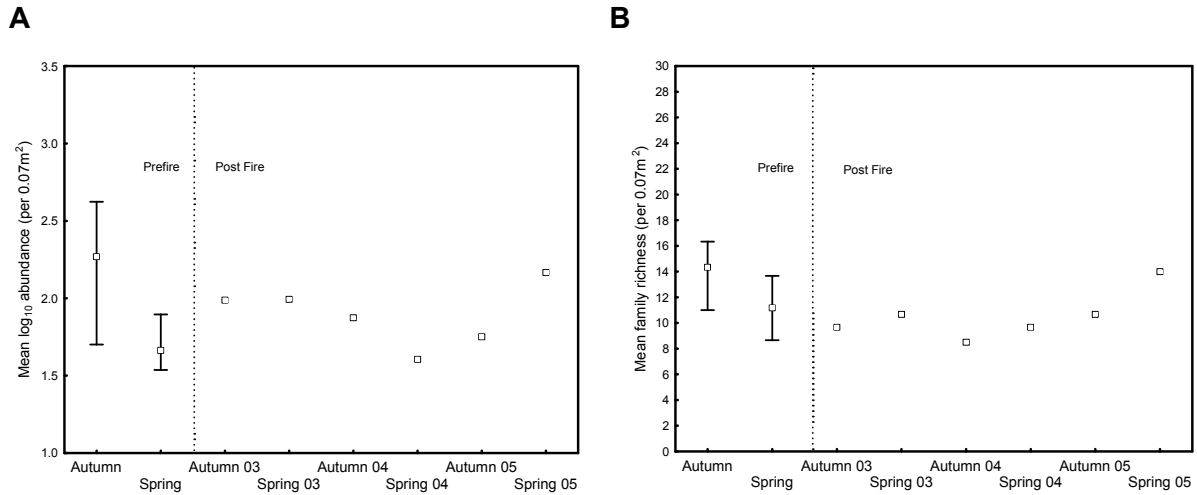 A
B
Mean log10 abundance (per 0.07m2)
3.5
3.0
2.5
2.0
1.5
1.0
Prefire
Post Fire
Autumn
Spring
Autumn 03
Spring 03
Autumn 04
Spring 04
Autumn 05
Spring 05
Mean family richness (per 0.07m2)
30
28
26
24
22
20
18
16
14
12
10
8
6
4
2
0
Prefire
Post Fire
Autumn
Spring
Autumn 03
Spring 03
Autumn 04
Spring 04
Autumn 05
Spring 05